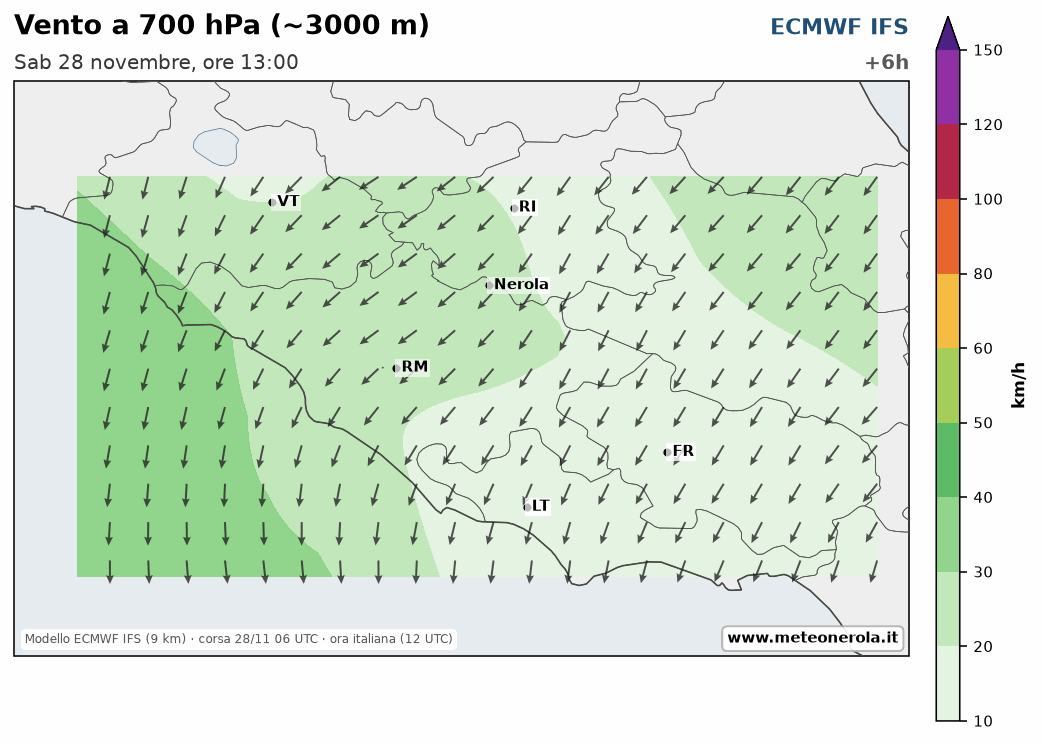 Vento a 700 hPa (~3000 m)
ECMWF IFS
Sab 28 novembre, ore 13:00
+6h
150
120
100
80
60
50
40
30
20
10
km/h
VT
RI
Nerola
RM
FR
LT
Modello ECMWF IFS (9 km) · corsa 28/11 06 UTC · ora italiana (12 UTC)
www.meteonerola.it